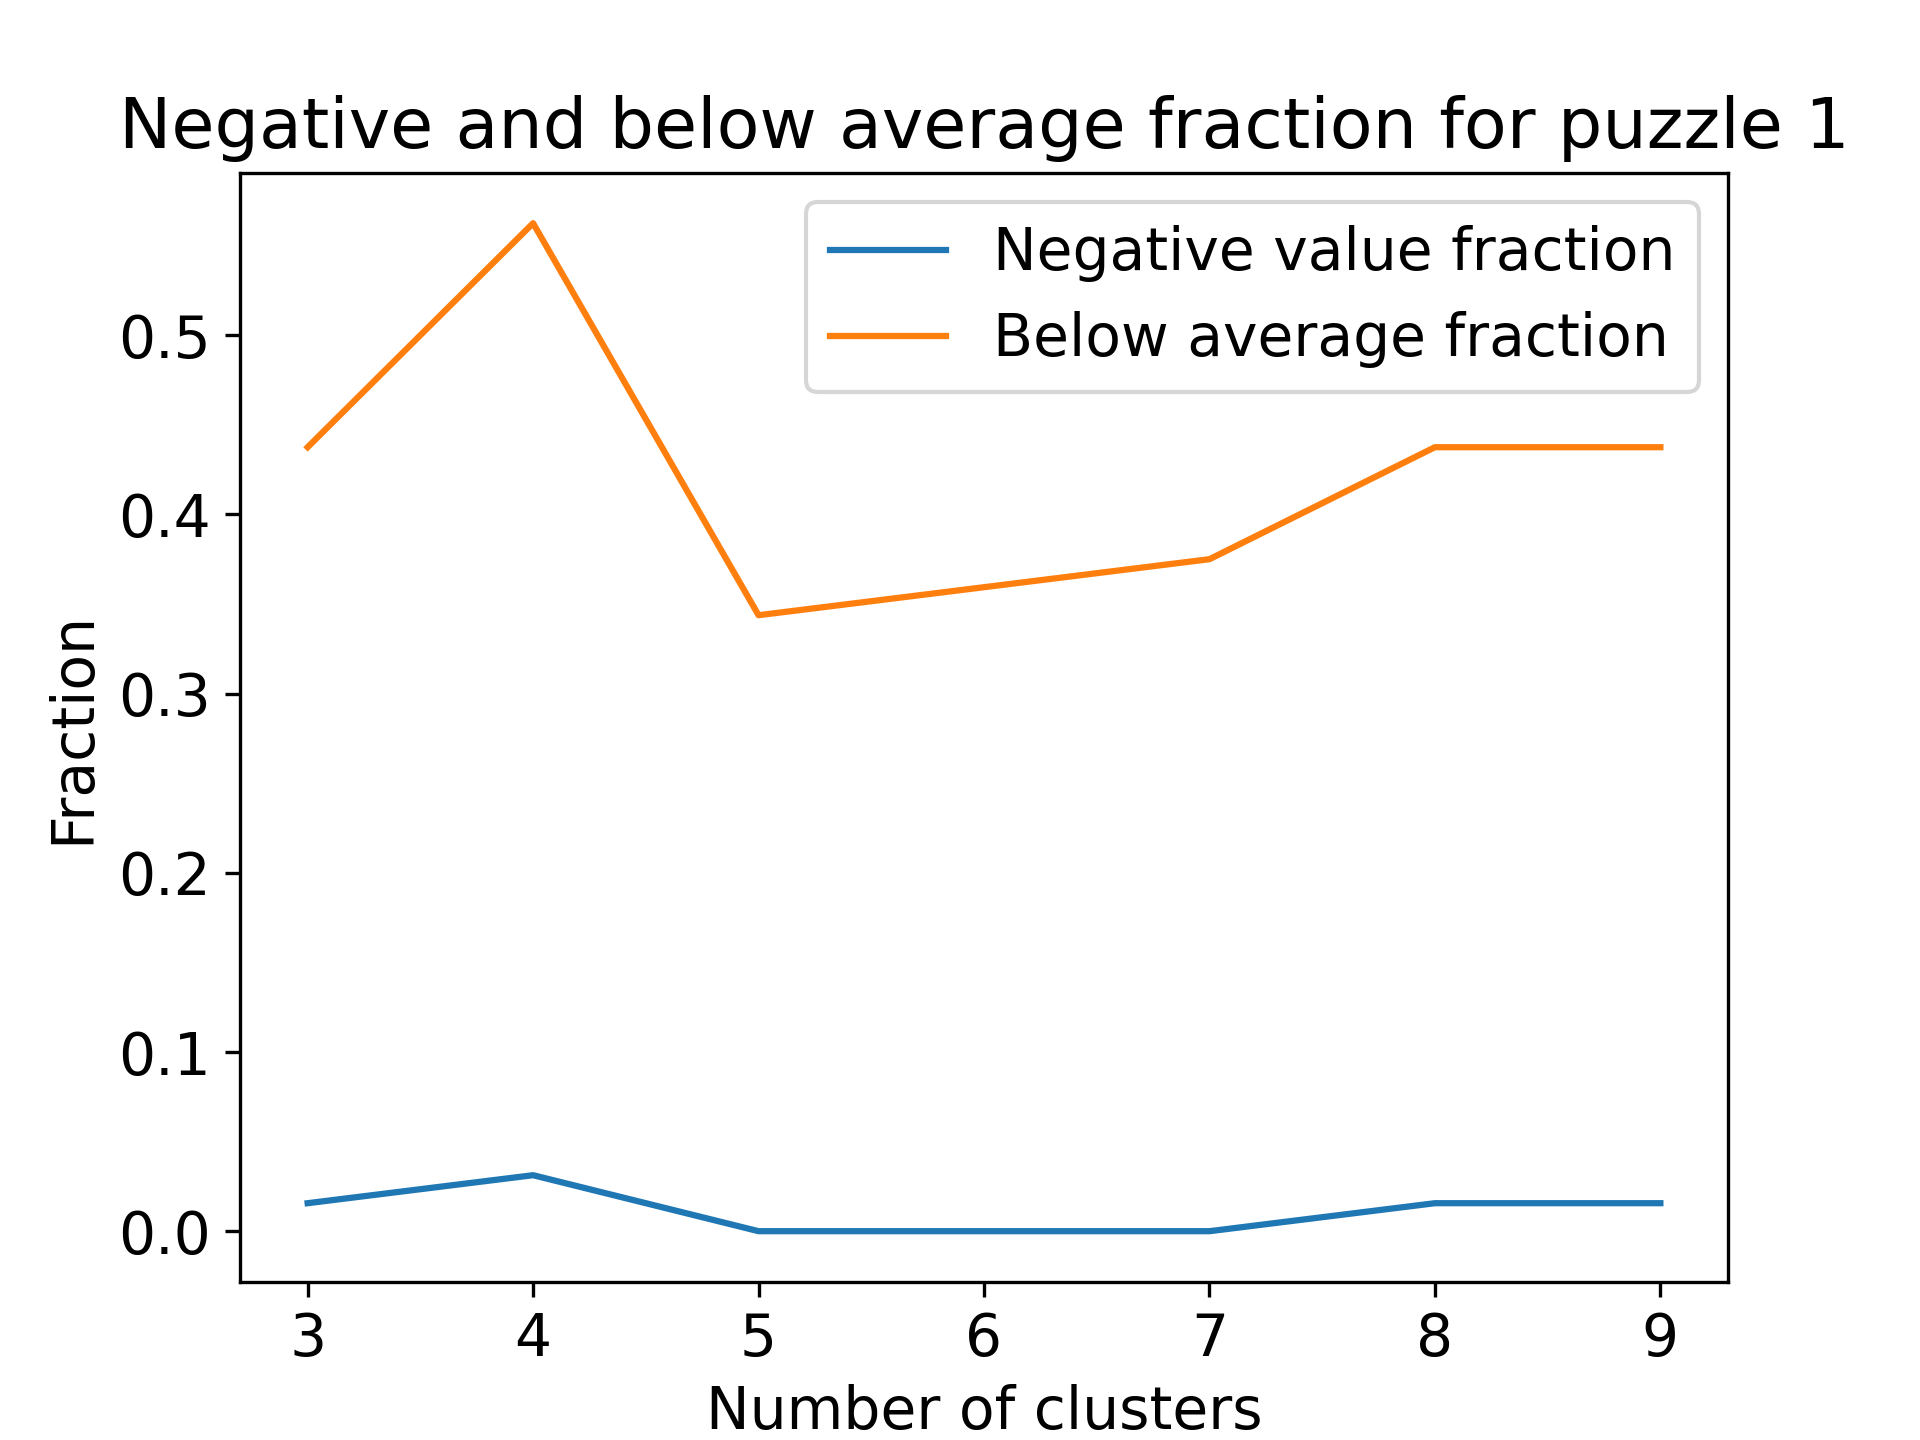 Negative and below average fraction for puzzle 1
Negative value fraction
Below average fraction
Fraction
0.5
0.4
0.3
0.2
0.1
0.0
3 4 5 6 7 8 9
Number of clusters